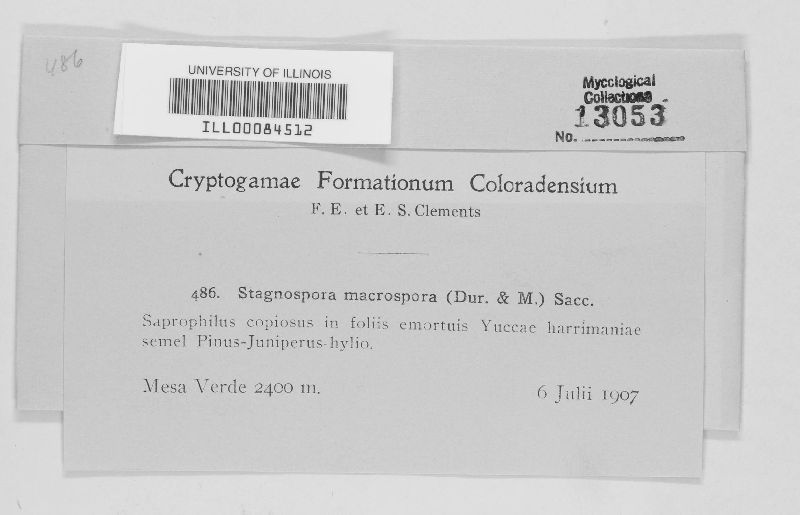 486
UNIVERSITY OF ILLINOIS
ILL00084512
Mycological
Collections
13053
No.
Cryptogamae Formationum Coloradensium
F. E. et E. S. Clements
486. Stagnospora macrospora (Dur. & M.) Sacc.
Saprophilus copiosus in foliis emortuis Yuccae harrimaniae
semel Pinus-Juniperus-hylio.
Mesa Verde 2400 m. 6 Julii 1907